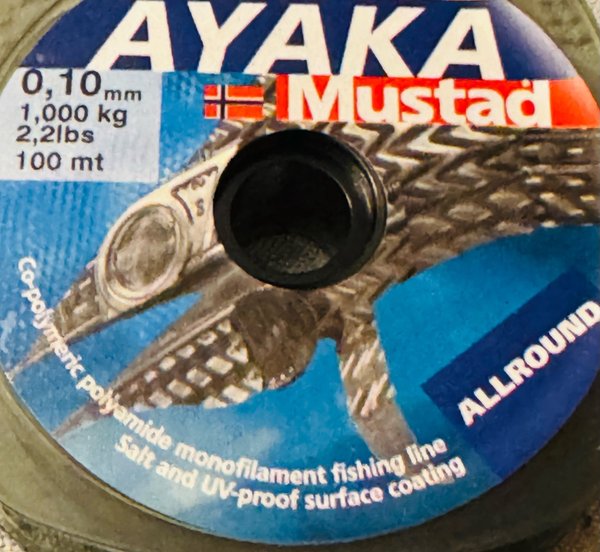 AYAKA
Mustad
0,10mm
1,000 kg
2,2lbs
100 mt
ALLROUND
Co-polymeric polyamide monofilament fishing line
Salt and UV-proof surface coating